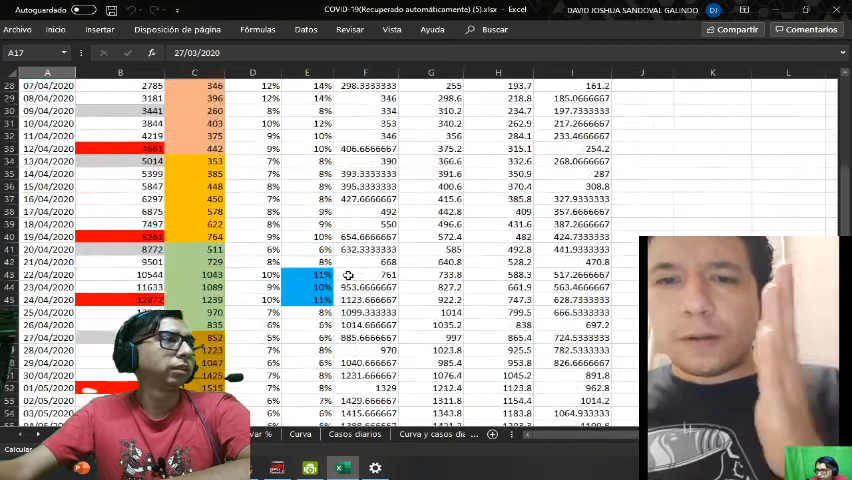 Autoguardado
COVID-19(Recuperado automáticamente) (5).xlsx - Excel
DAVID JOSHUA SANDOVAL GALINDO
DJ
Archivo Inicio Insertar Disposición de página Fórmulas Datos Revisar Vista Ayuda Buscar Compartir Comentarios
A17 fx 27/03/2020
A B C D E F G H I J K L
28 07/04/2020 2785 346 12% 14% 298.3333333 255 193.7 161.2
29 08/04/2020 3181 396 12% 14% 346 298.6 218.8 185.0666667
30 09/04/2020 3441 260 8% 8% 334 310.2 234.7 197.7333333
31 10/04/2020 3844 403 10% 12% 353 340.2 262.9 217.2666667
32 11/04/2020 4219 375 9% 10% 346 356 284.1 233.4666667
33 12/04/2020 4661 442 9% 10% 406.6666667 375.2 315.1 254.2
34 13/04/2020 5014 353 7% 8% 390 366.6 332.6 268.0666667
35 14/04/2020 5399 385 7% 8% 393.3333333 391.6 350.9 287
36 15/04/2020 5847 448 8% 8% 395.3333333 400.6 370.4 308.8
37 16/04/2020 6297 450 7% 8% 427.6666667 415.6 385.8 327.9333333
38 17/04/2020 6875 578 8% 9% 492 442.8 409 357.6666667
39 18/04/2020 7497 622 8% 9% 550 496.6 431.6 387.2666667
40 19/04/2020 8261 764 9% 10% 654.6666667 572.4 482 424.7333333
41 20/04/2020 8772 511 6% 6% 632.3333333 585 492.8 441.9333333
42 21/04/2020 9501 729 8% 8% 668 640.8 528.2 470.8
43 22/04/2020 10544 1043 10% 11% 761 733.8 588.3 517.2666667
44 23/04/2020 11633 1089 9% 10% 953.6666667 827.2 661.9 563.4666667
45 24/04/2020 12872 1239 10% 11% 1123.666667 922.2 747.3 628.7333333
25/04/2020 970 7% 8% 1099.333333 1014 799.5 666.5333333
26/04/2020 835 6% 6% 1014.666667 1035.2 838 697.2
27/04/2020 852 5% 6% 885.6666667 997 865.4 724.5333333
28/04/2020 1223 7% 8% 970 1023.8 925.5 782.5333333
29/04/2020 1047 6% 6% 1040.666667 985.4 953.8 826.6666667
30/04/2020 1425 7% 8% 1231.666667 1076.4 1045.2 891.8
52 01/05/2020 1515 7% 8% 1329 1212.4 1123.8 962.8
02/05/2020 6% 7% 1429.666667 1311.8 1154.4 1014.2
55 03/05/2020 6% 7% 1415.666667 1343.8 1183.8 1064.933333
Var % Curva Casos diarios Curva y casos dia ...
Calcular